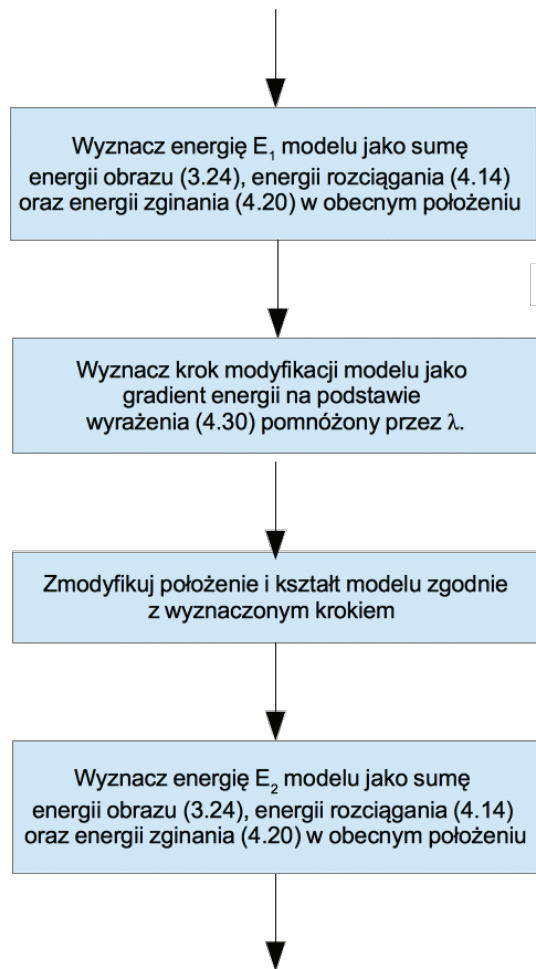 Wyznacz energię E₁ modelu jako sumę
energii obrazu (3.24), energii rozciągania (4.14)
oraz energii zginania (4.20) w obecnym położeniu
Wyznacz krok modyfikacji modelu jako
gradient energii na podstawie
wyrażenia (4.30) pomnóżony przez λ.
Zmodyfikuj położenie i kształt modelu zgodnie
z wyznaczonym krokiem
Wyznacz energię E₂ modelu jako sumę
energii obrazu (3.24), energii rozciągania (4.14)
oraz energii zginania (4.20) w obecnym położeniu